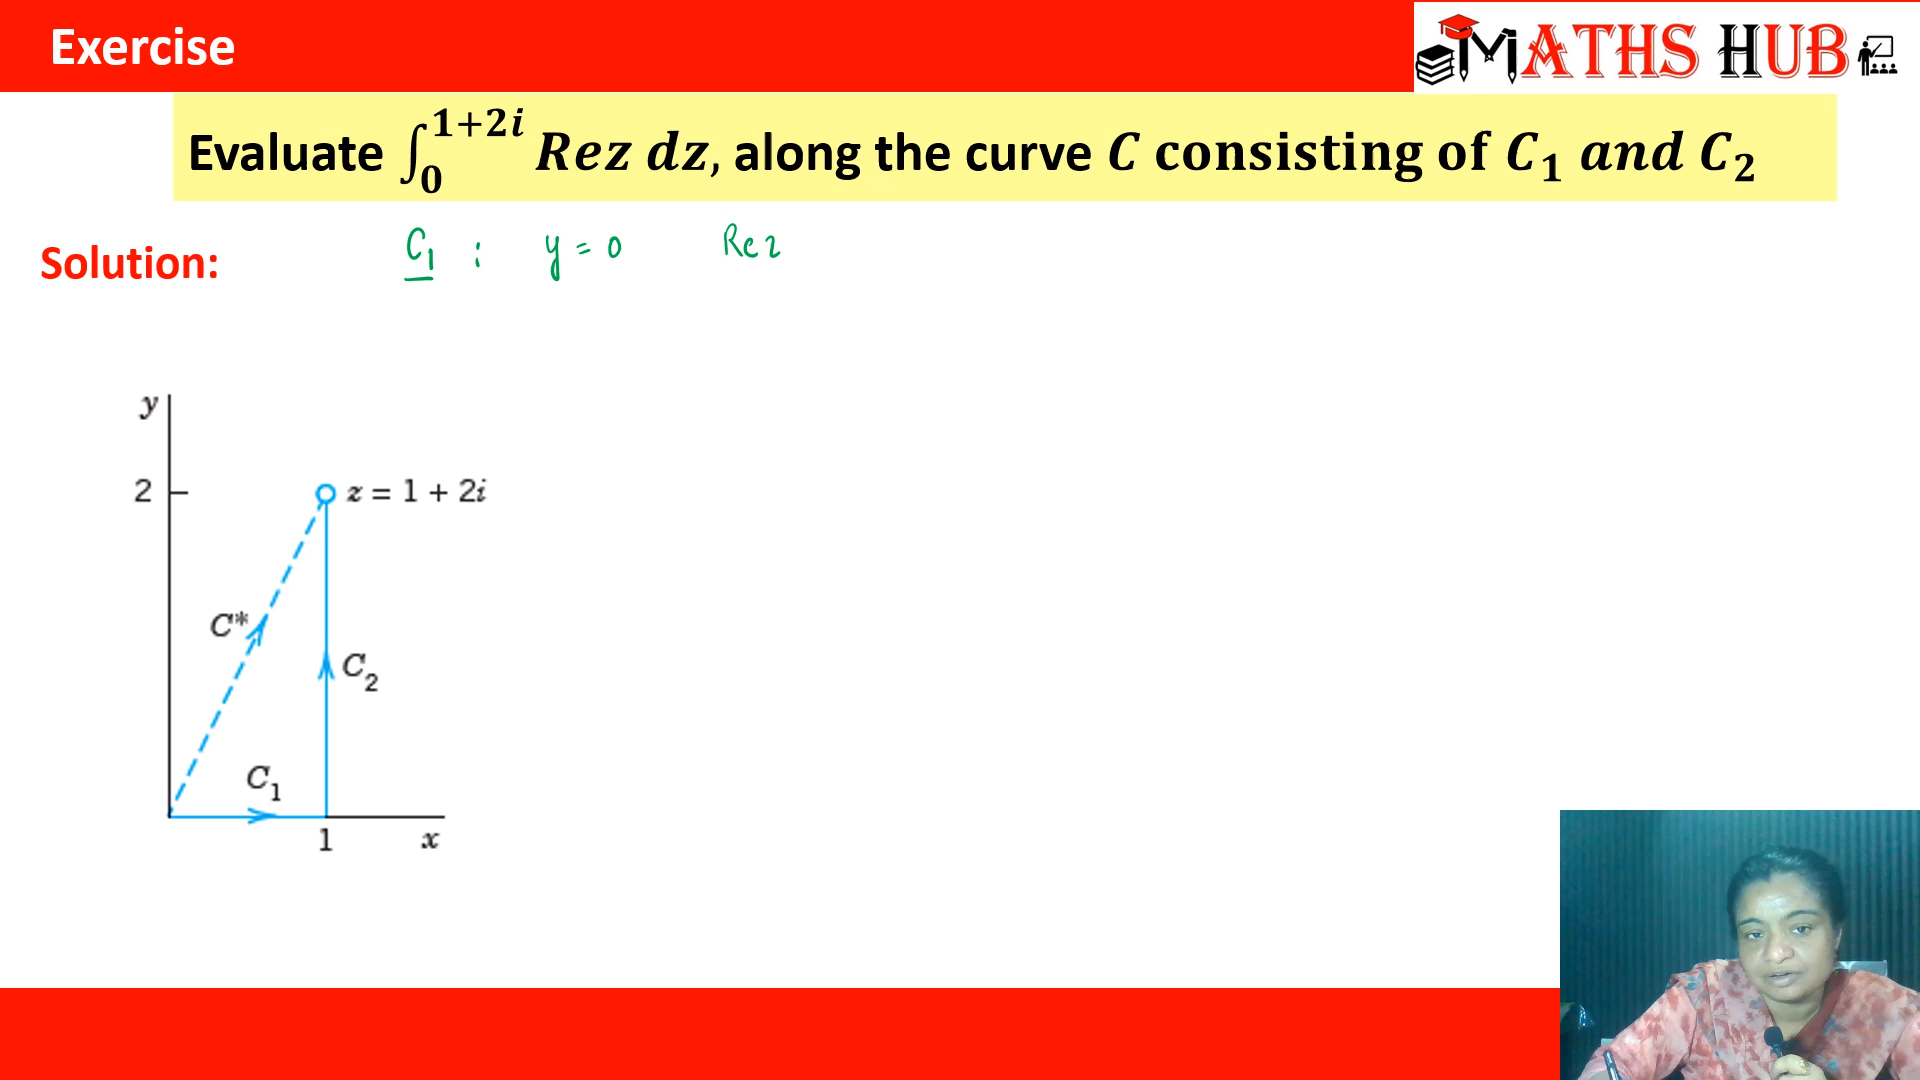 Exercise
MATHS HUB
Evaluate ∫₀^{1+2i} Rez dz, along the curve C consisting of C₁ and C₂
Solution:
C₁ : y = 0 Re z
y
2
z = 1 + 2i
C*
C₂
C₁
1 x